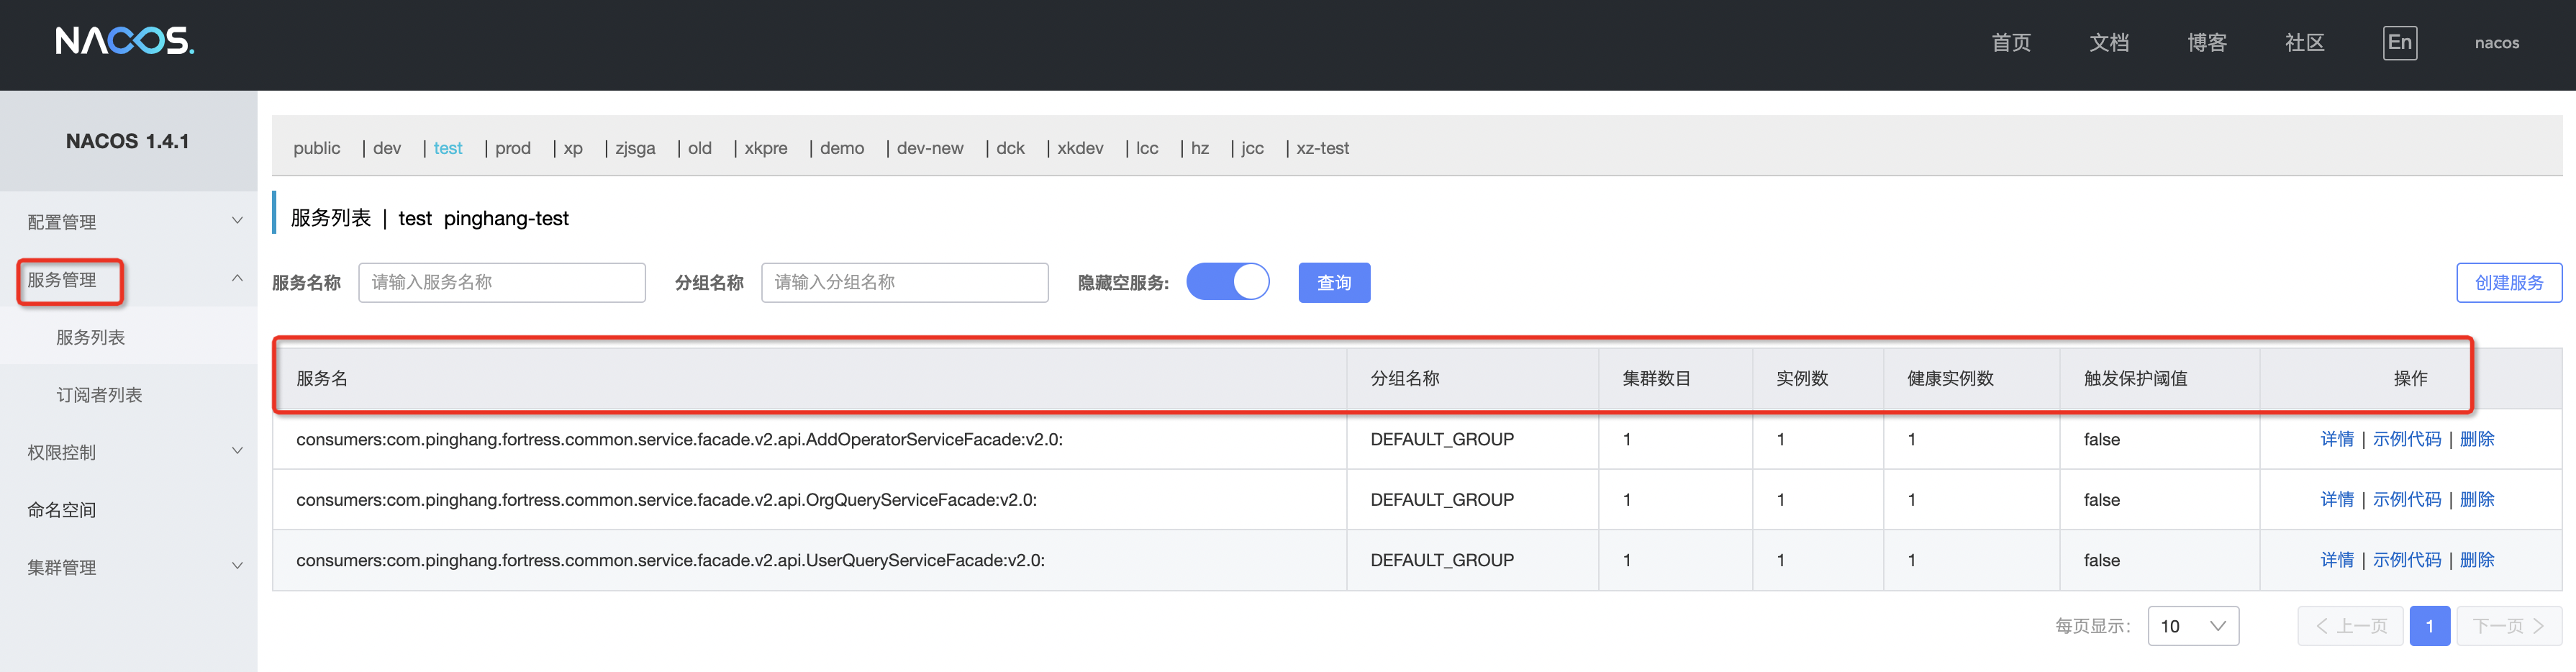 NACOS.
首页 文档 博客 社区 En nacos
NACOS 1.4.1
配置管理
服务管理
服务列表
订阅者列表
权限控制
命名空间
集群管理
public | dev | test | prod | xp | zjsga | old | xkpre | demo | dev-new | dck | xkdev | lcc | hz | jcc | xz-test
服务列表 | test pinghang-test
服务名称 请输入服务名称 分组名称 请输入分组名称 隐藏空服务: 查询 创建服务
服务名 分组名称 集群数目 实例数 健康实例数 触发保护阈值 操作
consumers:com.pinghang.fortress.common.service.facade.v2.api.AddOperatorServiceFacade:v2.0: DEFAULT_GROUP 1 1 1 false 详情 | 示例代码 | 删除
consumers:com.pinghang.fortress.common.service.facade.v2.api.OrgQueryServiceFacade:v2.0: DEFAULT_GROUP 1 1 1 false 详情 | 示例代码 | 删除
consumers:com.pinghang.fortress.common.service.facade.v2.api.UserQueryServiceFacade:v2.0: DEFAULT_GROUP 1 1 1 false 详情 | 示例代码 | 删除
每页显示: 10 上一页 1 下一页